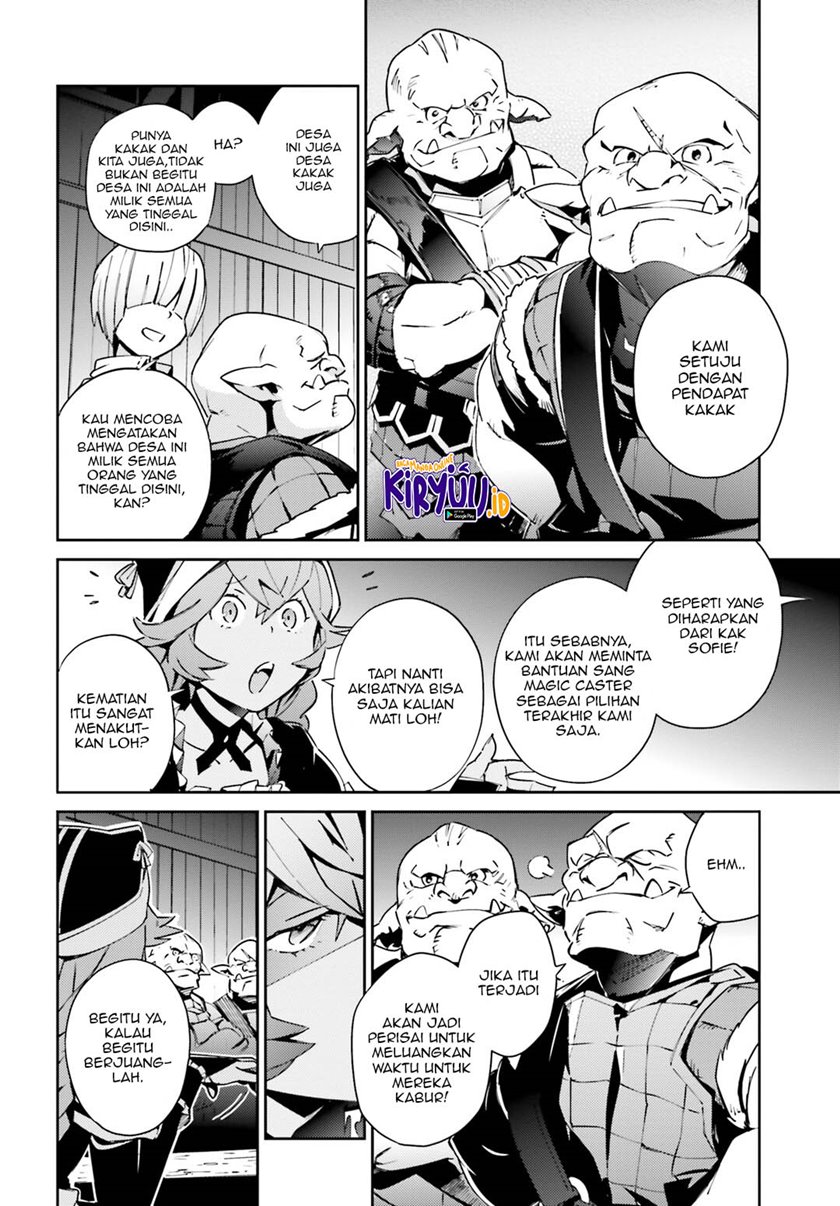 KAMI
SETUJU
DENGAN
PENDAPAT
KAKAK
DESA
INI JUGA
DESA
KAKAK
JUGA
HA?
PUNYA
KAKAK DAN
KITA JUGA,TIDAK
BUKAN BEGITU
DESA INI ADALAH
MILIK SEMUA
YANG TINGGAL
DISINI..
KAU MENCOBA
MENGATAKAN
BAHWA DESA INI
MILIK SEMUA
ORANG YANG
TINGGAL DISINI,
KAN?
BACA MANGA ONLINE
KIRYUU.ID
Google Play
SEPERTI YANG
DIHARAPKAN
DARI KAK
SOFIE!
ITU SEBABNYA,
KAMI AKAN MEMINTA
BANTUAN SANG
MAGIC CASTER
SEBAGAI PILIHAN
TERAKHIR KAMI
SAJA.
TAPI NANTI
AKIBATNYA BISA
SAJA KALIAN
MATI LOH!
KEMATIAN
ITU SANGAT
MENAKUT-
KAN LOH?
EHM..
JIKA ITU
TERJADI
KAMI
AKAN JADI
PERISAI UNTUK
MELUANGKAN
WAKTU UNTUK
MEREKA
KABUR!
BEGITU YA,
KALAU
BEGITU
BERJUANG-
LAH.